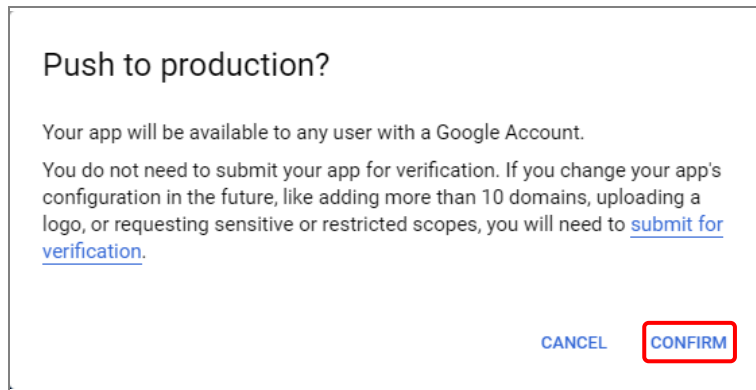 Push to production?
Your app will be available to any user with a Google Account.
You do not need to submit your app for verification. If you change your app's
configuration in the future, like adding more than 10 domains, uploading a
logo, or requesting sensitive or restricted scopes, you will need to submit for
verification.
CANCEL CONFIRM